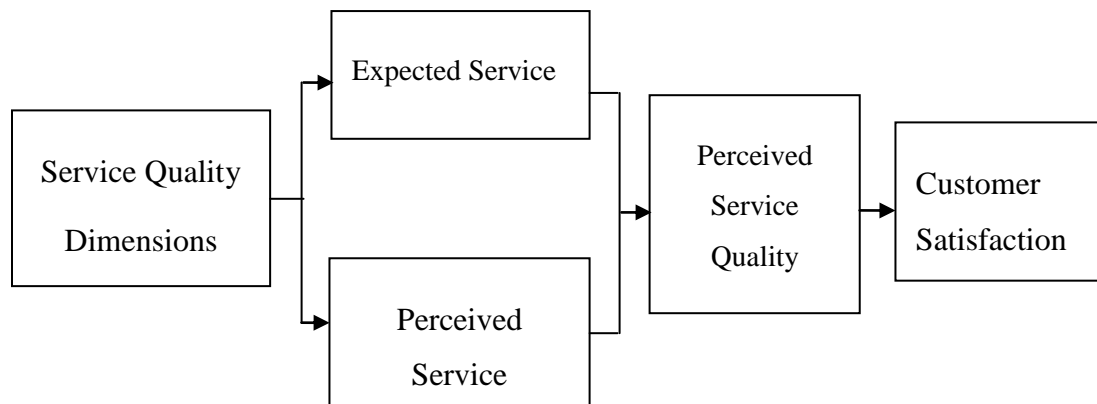 Service Quality
Dimensions
Expected Service
Perceived
Service
Perceived
Service
Quality
Customer
Satisfaction